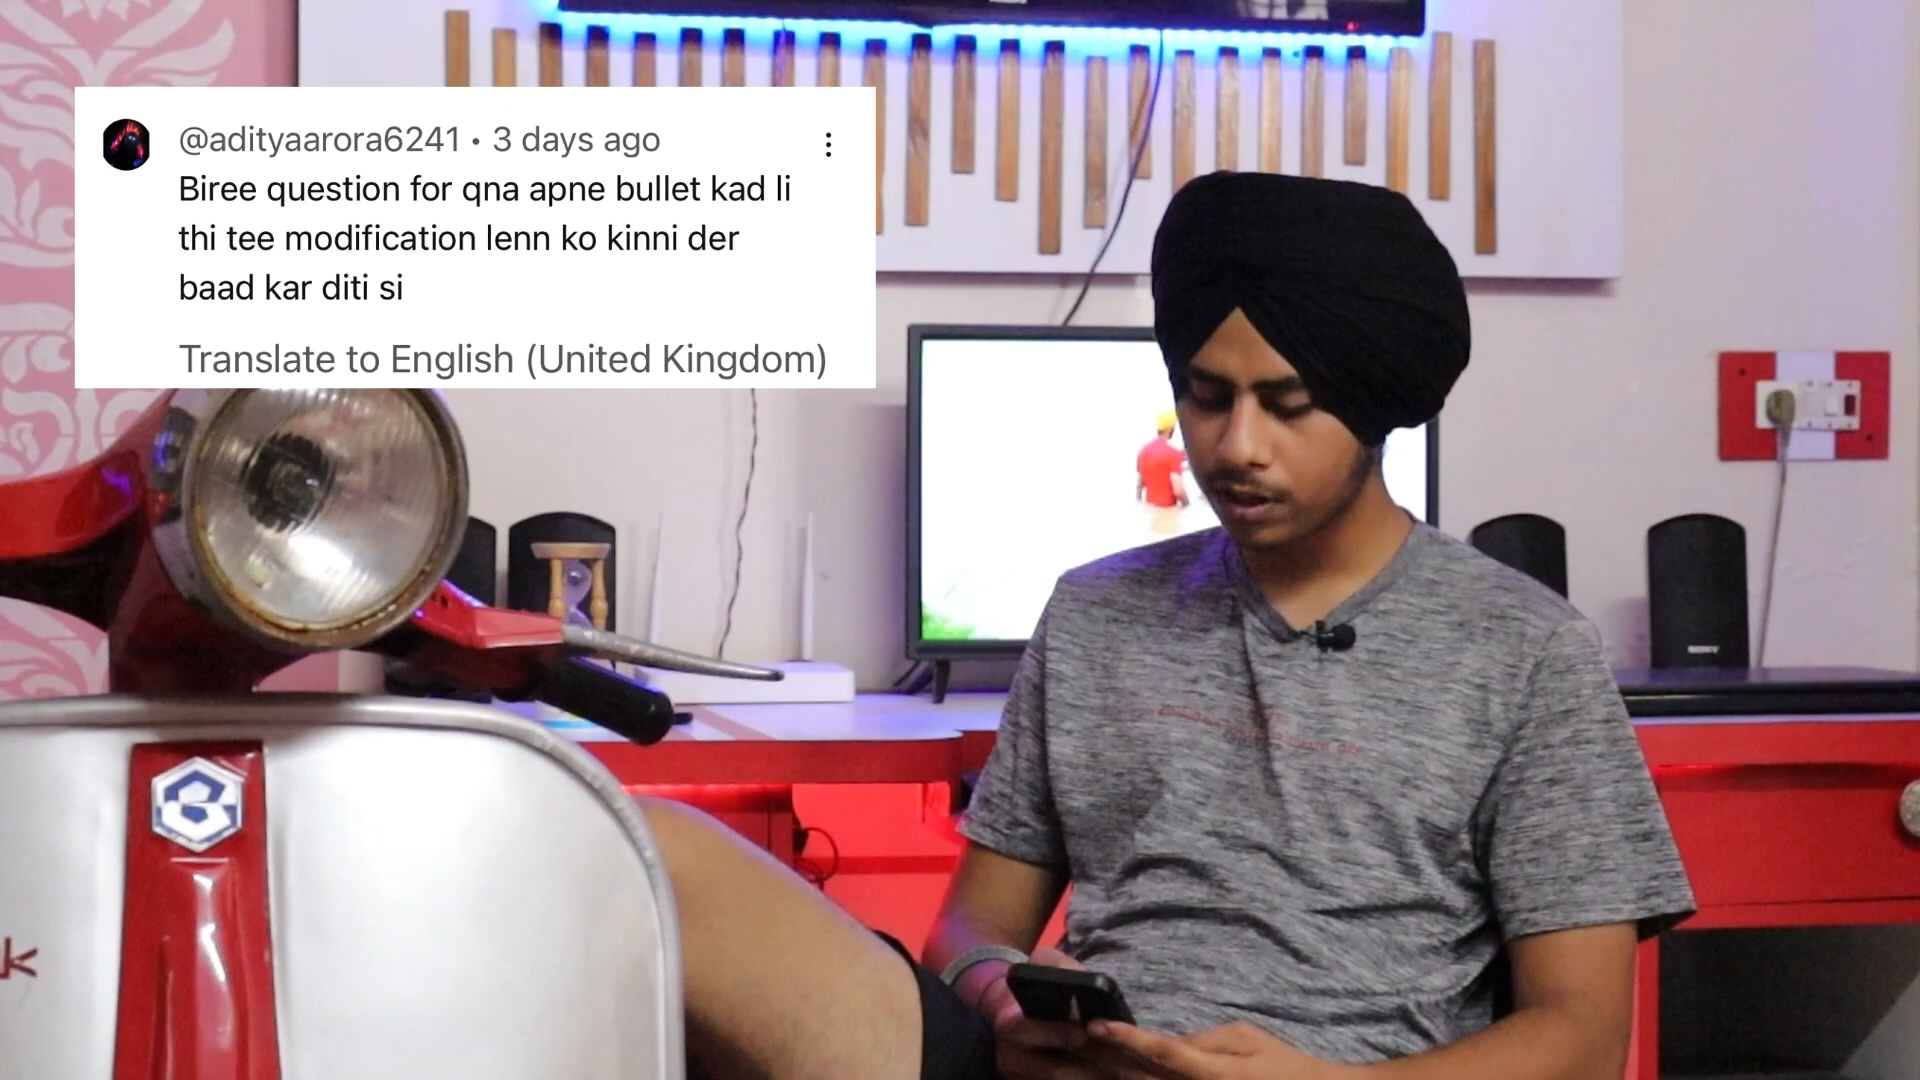 @adityaarora6241 • 3 days ago
Biree question for qna apne bullet kad li
thi tee modification lenn ko kinni der
baad kar diti si
Translate to English (United Kingdom)
SONY
k